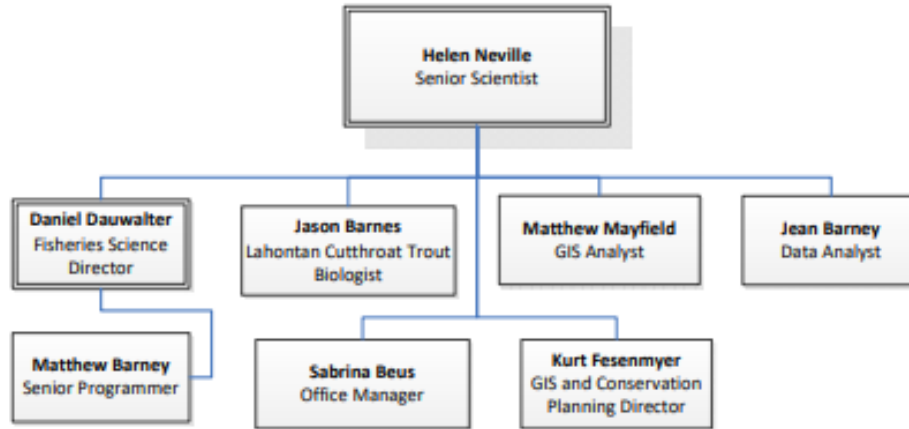 Helen Neville
Senior Scientist
Daniel Dauwalter
Fisheries Science
Director
Jason Barnes
Lahontan Cutthroat Trout
Biologist
Matthew Mayfield
GIS Analyst
Jean Barney
Data Analyst
Matthew Barney
Senior Programmer
Sabrina Beus
Office Manager
Kurt Fesenmyer
GIS and Conservation
Planning Director